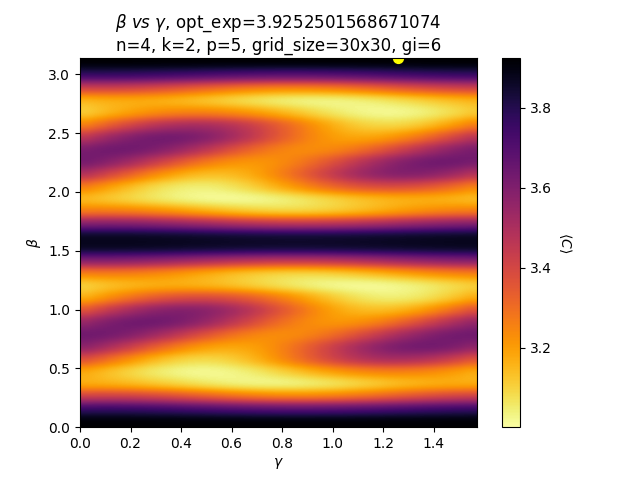 β vs γ, opt_exp=3.9252501568671074
n=4, k=2, p=5, grid_size=30x30, gi=6
3.0
2.5
2.0
1.5
1.0
0.5
0.0
β
0.0 0.2 0.4 0.6 0.8 1.0 1.2 1.4
γ
3.8
3.6
3.4
3.2
⟨C⟩